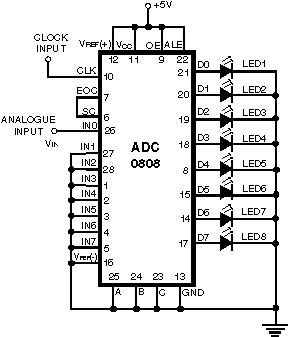 +5V
CLOCK
INPUT
VREF(+) VCC OE ALE
12 11 9 22
CLK 10
EOC 7
SC 6
ANALOGUE
INPUT
VIN
IN0 26
IN1 27
IN2 28
IN3 1
IN4 2
IN5 3
IN6 4
IN7 5
VREF(-) 16
ADC
0808
21 D0 LED1
20 D1 LED2
19 D2 LED3
18 D3 LED4
8 D4 LED5
15 D5 LED6
14 D6 LED7
17 D7 LED8
25 24 23 13
A B C GND